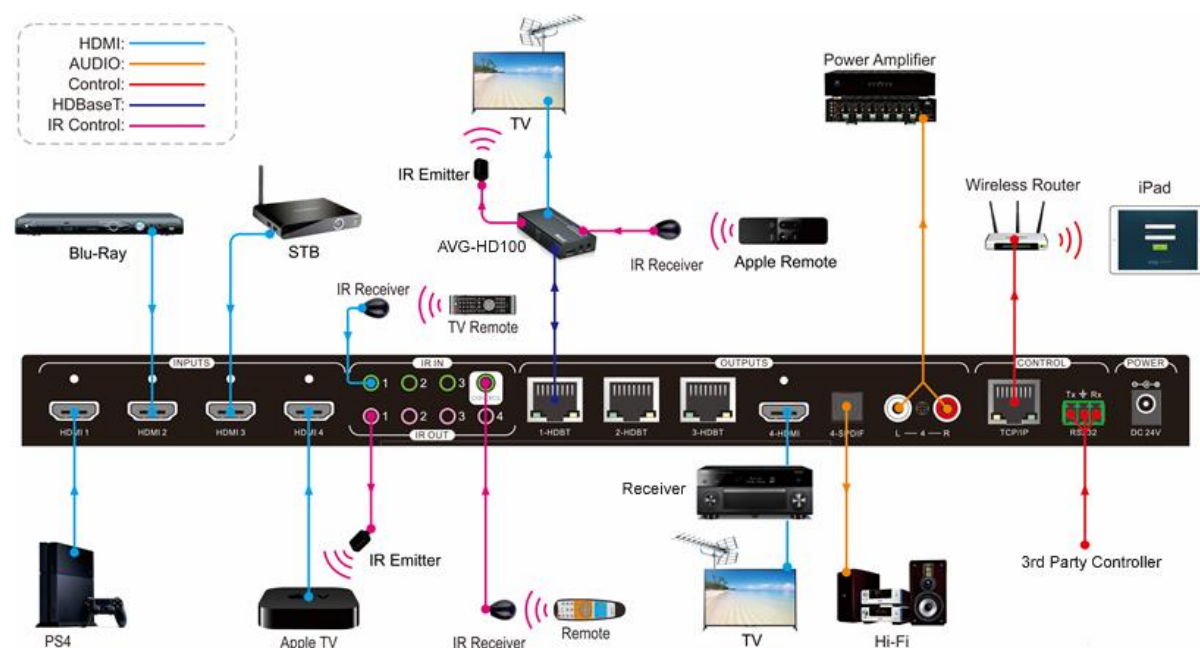 HDMI:
AUDIO:
Control:
HDBaseT:
IR Control:
TV
Power Amplifier
IR Emitter
Wireless Router
iPad
Blu-Ray
STB
AVG-HD100
IR Receiver
Apple Remote
IR Receiver
TV Remote
INPUTS
IR IN
OUTPUTS
CONTROL
POWER
1
2
3
Tx Rx
HDMI 1
HDMI 2
HDMI 3
HDMI 4
1
2
3
4
IR OUT
1-HDBT
2-HDBT
3-HDBT
4-HDMI
4-SPDIF
L — 4 — R
TCP/IP
RS232
DC 24V
Receiver
IR Emitter
3rd Party Controller
PS4
Apple TV
IR Receiver
Remote
TV
Hi-Fi